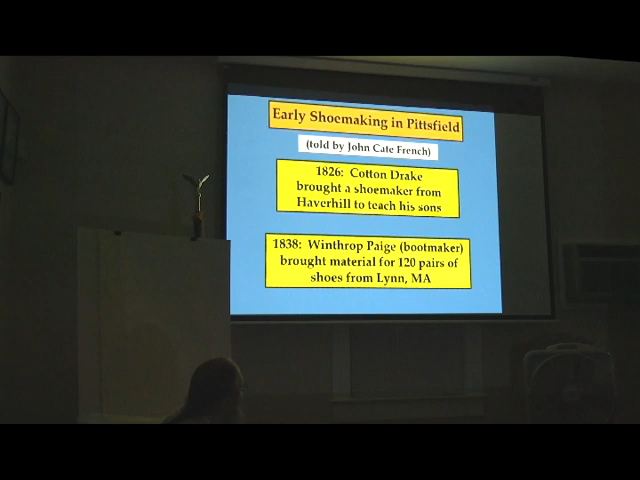 Early Shoemaking in Pittsfield
(told by John Cate French)
1826: Cotton Drake
brought a shoemaker from
Haverhill to teach his sons
1838: Winthrop Paige (bootmaker)
brought material for 120 pairs of
shoes from Lynn, MA